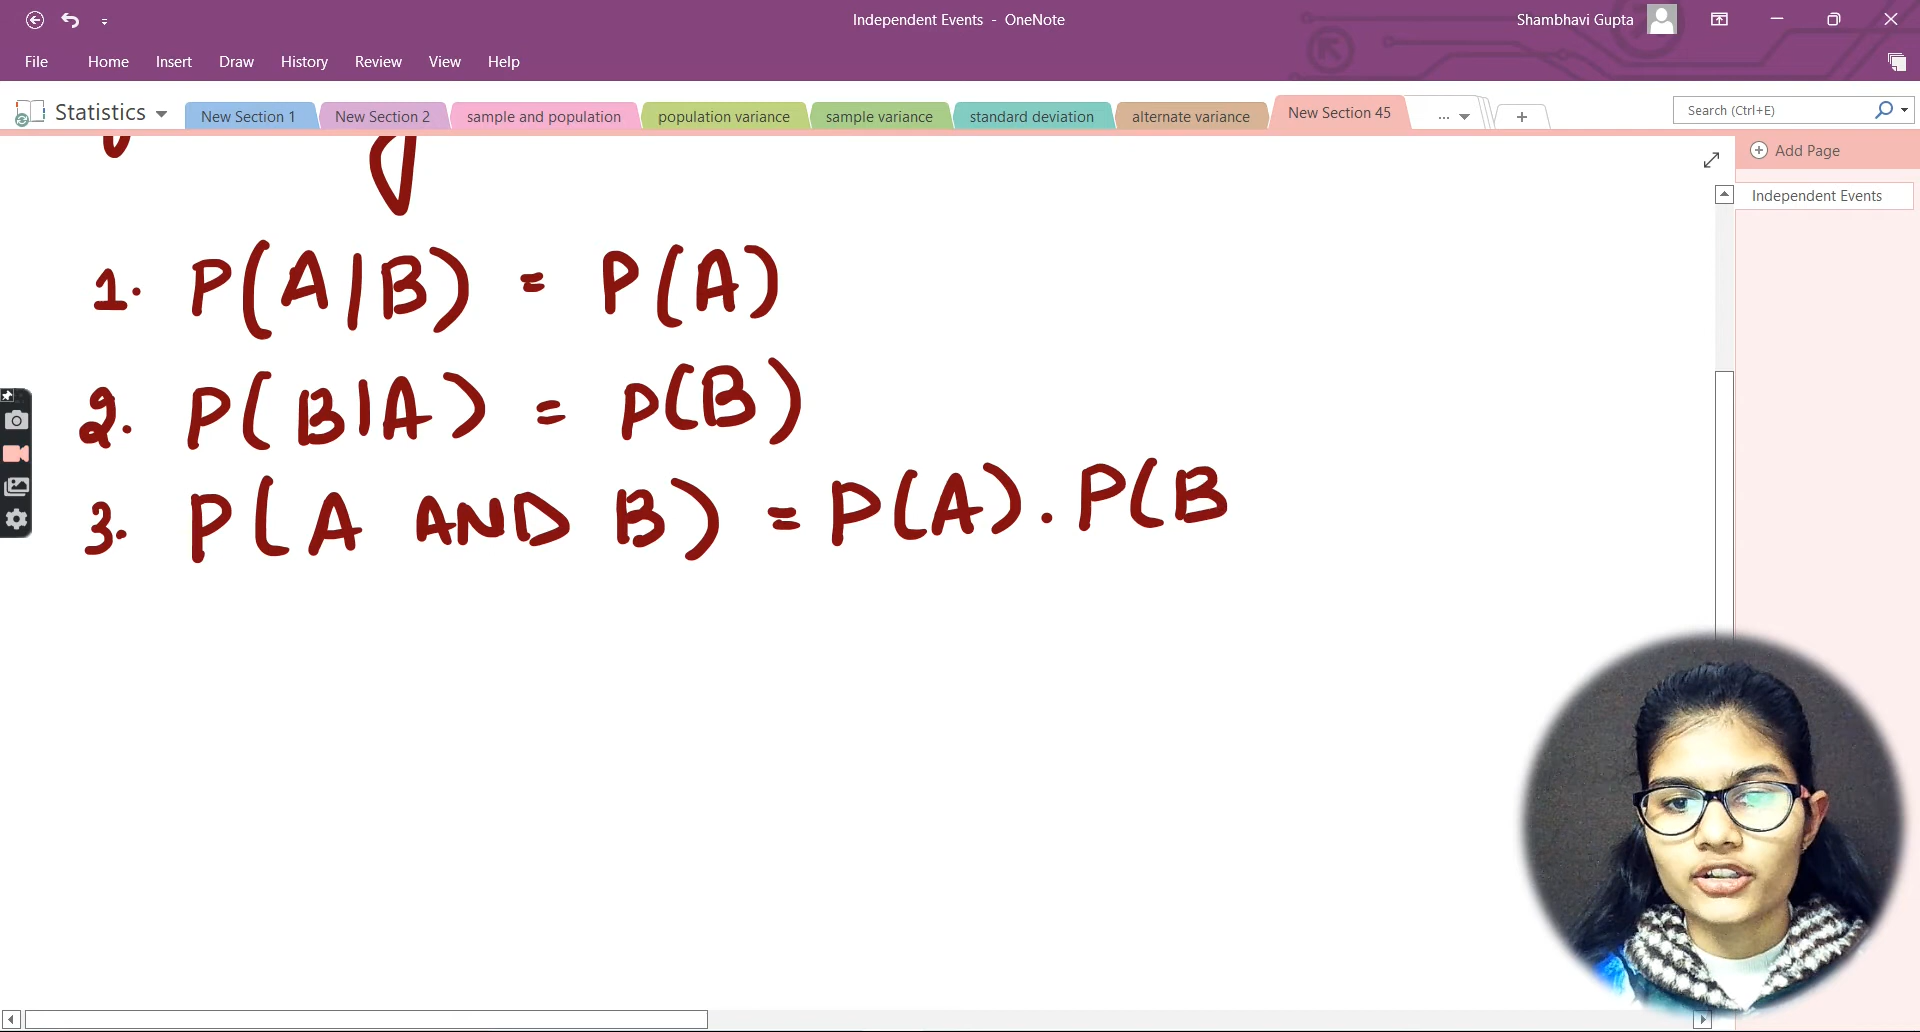 Independent Events - OneNote
Shambhavi Gupta
File Home Insert Draw History Review View Help
Statistics
New Section 1
New Section 2
sample and population
population variance
sample variance
standard deviation
alternate variance
New Section 45
...
+
Search (Ctrl+E)
Add Page
Independent Events
1. P(A|B) = P(A)
2. P(B|A) = P(B)
3. P(A AND B) = P(A). P(B